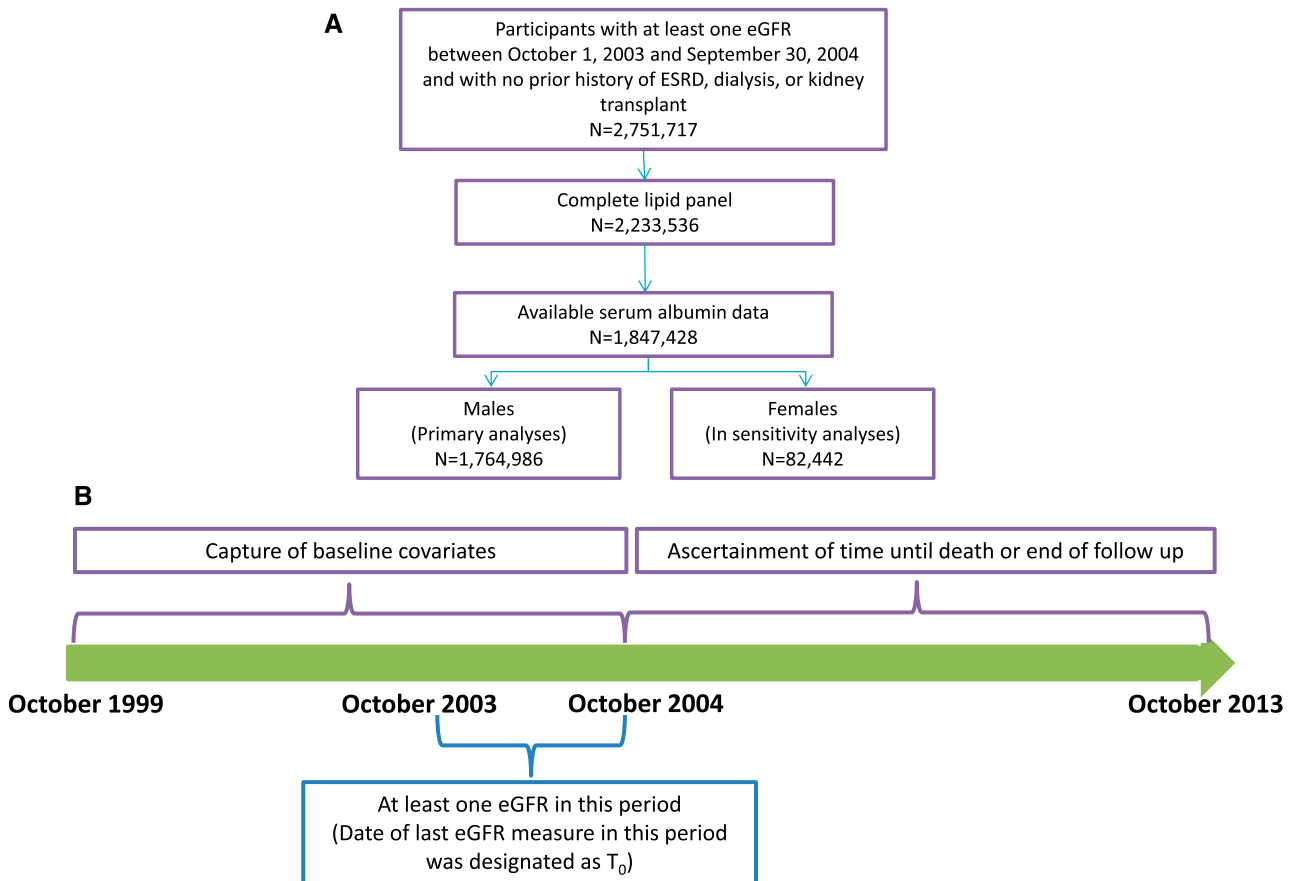 A
Participants with at least one eGFR
between October 1, 2003 and September 30, 2004
and with no prior history of ESRD, dialysis, or kidney
transplant
N=2,751,717
Complete lipid panel
N=2,233,536
Available serum albumin data
N=1,847,428
Males
(Primary analyses)
N=1,764,986
Females
(In sensitivity analyses)
N=82,442
B
Capture of baseline covariates
Ascertainment of time until death or end of follow up
October 1999
October 2003
October 2004
October 2013
At least one eGFR in this period
(Date of last eGFR measure in this period
was designated as T₀)